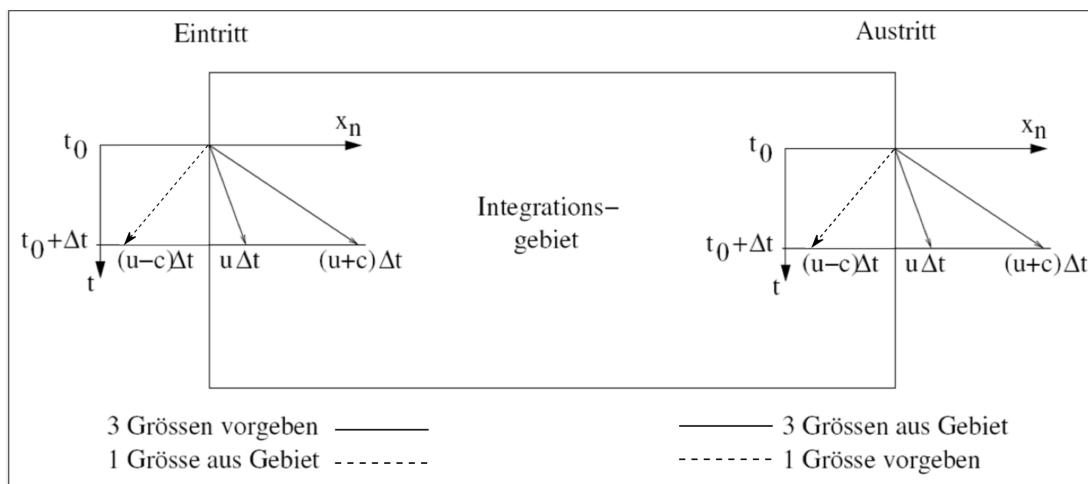 Eintritt
Austritt
t0
xn
t0
xn
Integrations–
gebiet
t0+Δt
(u–c)Δt
uΔt
(u+c)Δt
t
t0+Δt
(u–c)Δt
uΔt
(u+c)Δt
t
3 Grössen vorgeben
3 Grössen aus Gebiet
1 Grösse aus Gebiet
1 Grösse vorgeben